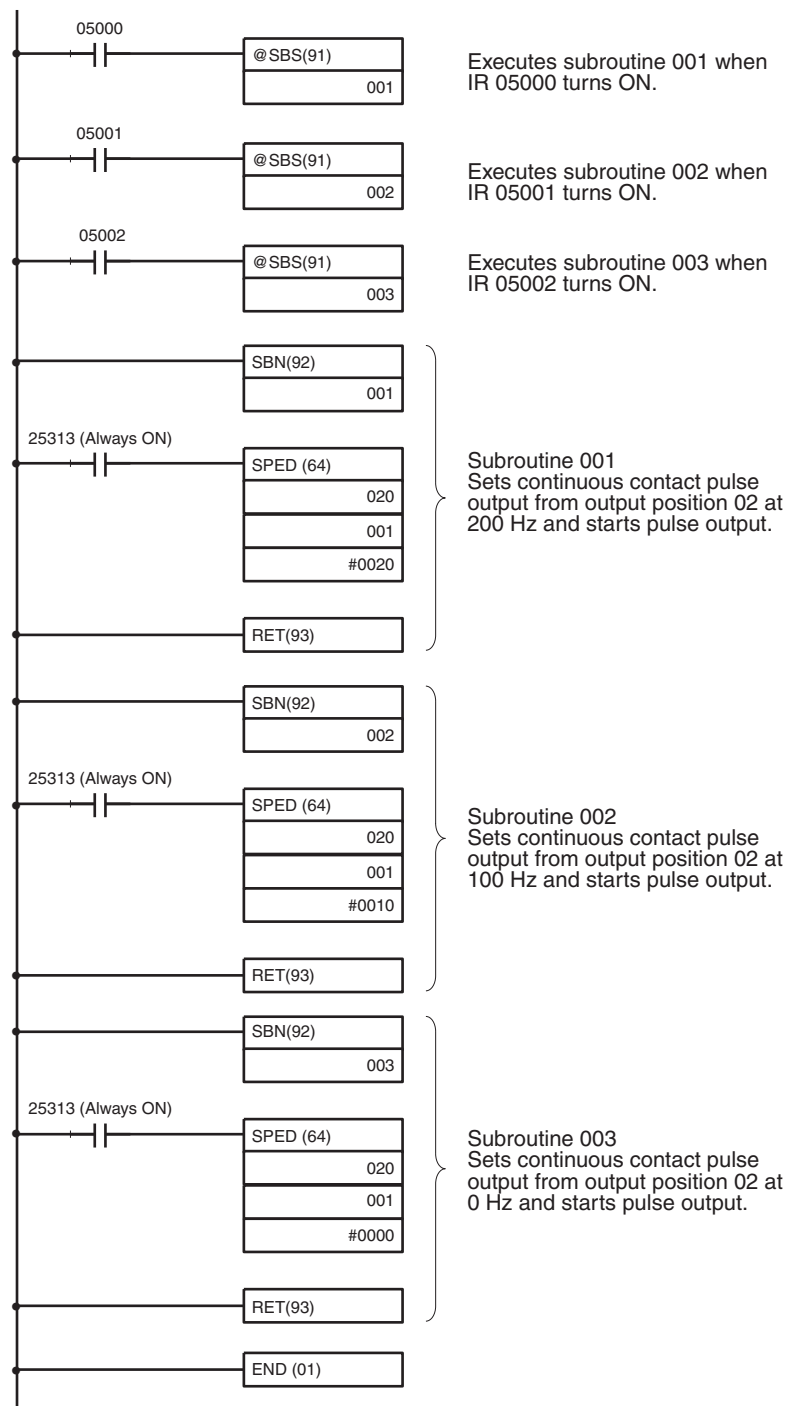 05000
@SBS(91)
001
Executes subroutine 001 when
IR 05000 turns ON.
05001
@SBS(91)
002
Executes subroutine 002 when
IR 05001 turns ON.
05002
@SBS(91)
003
Executes subroutine 003 when
IR 05002 turns ON.
SBN(92)
001
25313 (Always ON)
SPED (64)
020
001
#0020
RET(93)
Subroutine 001
Sets continuous contact pulse
output from output position 02 at
200 Hz and starts pulse output.
SBN(92)
002
25313 (Always ON)
SPED (64)
020
001
#0010
RET(93)
Subroutine 002
Sets continuous contact pulse
output from output position 02 at
100 Hz and starts pulse output.
SBN(92)
003
25313 (Always ON)
SPED (64)
020
001
#0000
RET(93)
Subroutine 003
Sets continuous contact pulse
output from output position 02 at
0 Hz and starts pulse output.
END (01)